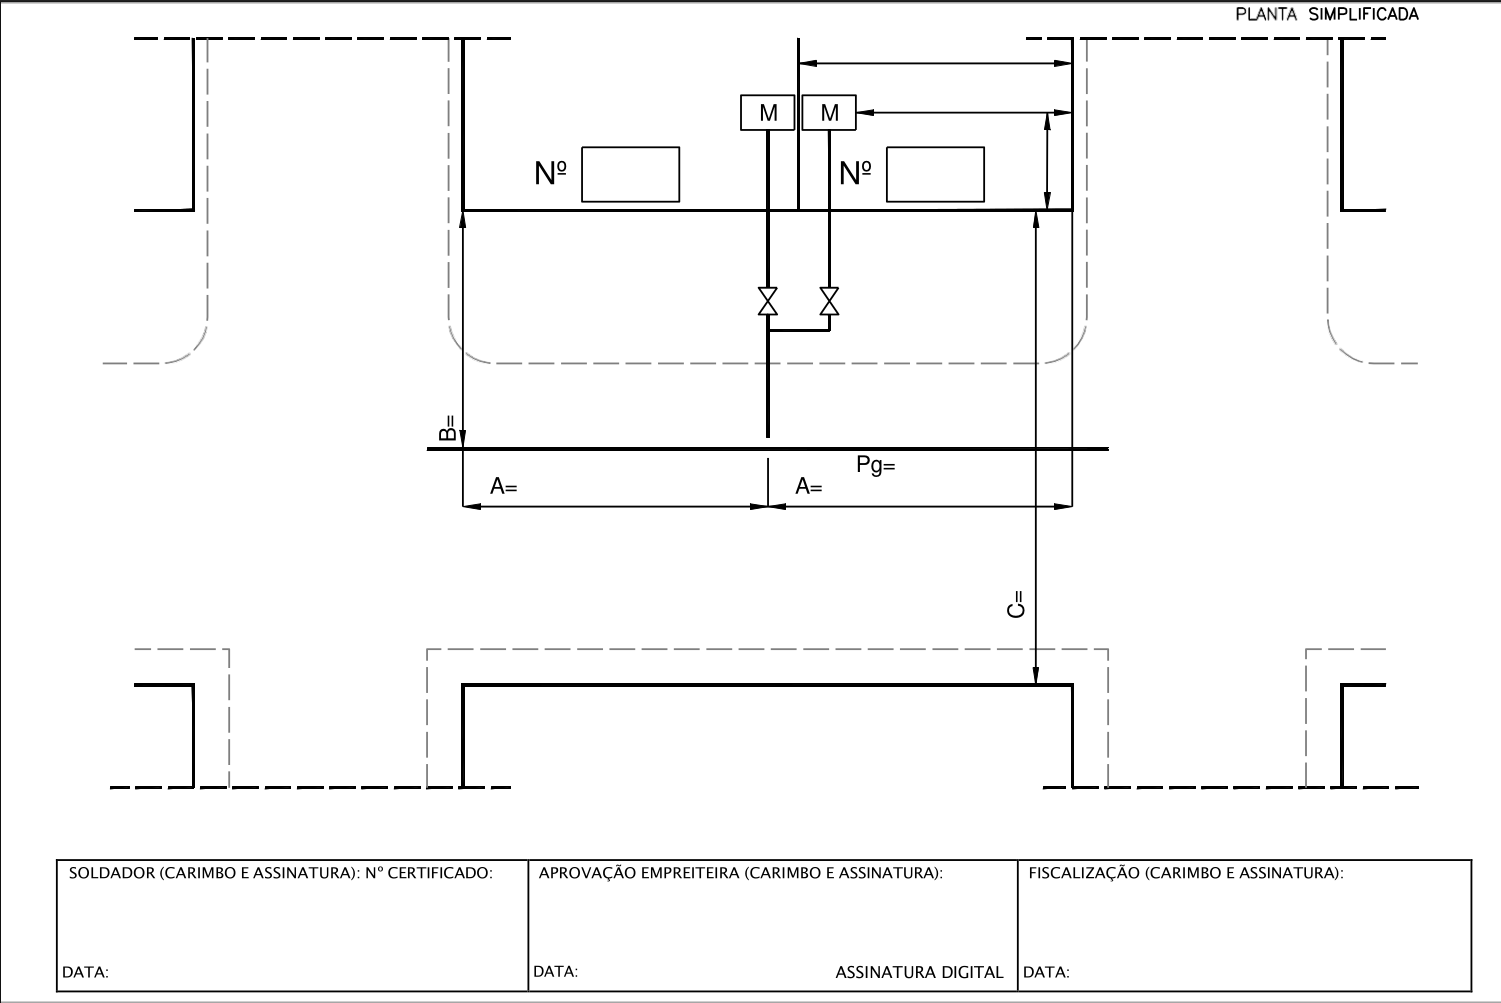 PLANTA SIMPLIFICADA
M M
Nº Nº
B=
Pg=
A= A=
C=
SOLDADOR (CARIMBO E ASSINATURA): Nº CERTIFICADO:
DATA:
APROVAÇÃO EMPREITEIRA (CARIMBO E ASSINATURA):
DATA: ASSINATURA DIGITAL
FISCALIZAÇÃO (CARIMBO E ASSINATURA):
DATA: